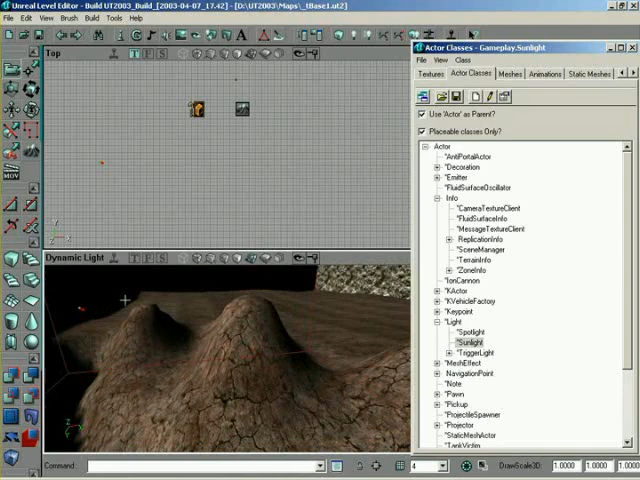 Unreal Level Editor - Build UT2003_Build_[2003-04-07_17.42] - [D:\UT2003\Maps\_tBase1.ut2]
File Edit View Brush Build Tools Help
Top
T F S
MOV
Y
Z X
Dynamic Light
T F S
Z
Y
Command :
4
DrawScale3D:
1.0000
1.0000
1.0000
Actor Classes - Gameplay.Sunlight
File View Class
Textures
Actor Classes
Meshes
Animations
Static Meshes
Use 'Actor' as Parent?
Placeable classes Only?
Actor
*AntiPortalActor
*Decoration
*Emitter
*FluidSurfaceOscillator
Info
*CameraTextureClient
*FluidSurfaceInfo
*MessageTextureClient
*ReplicationInfo
*SceneManager
*TerrainInfo
*ZoneInfo
*IonCannon
*KActor
*KVehicleFactory
*Keypoint
*Light
*Spotlight
*Sunlight
*TriggerLight
*MeshEffect
*NavigationPoint
*Note
*Pawn
*Pickup
*ProjectileSpawner
*Projector
*StaticMeshActor
*TankVictim